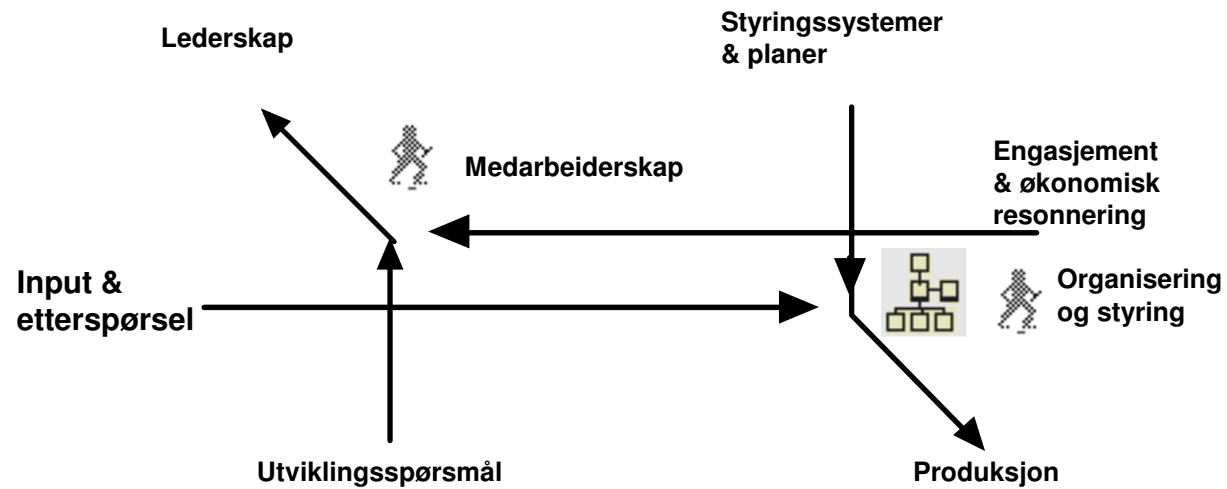 Lederskap
Styringssystemer
& planer
Medarbeiderskap
Engasjement
& økonomisk
resonnering
Input &
etterspørsel
Organisering
og styring
Utviklingsspørsmål
Produksjon